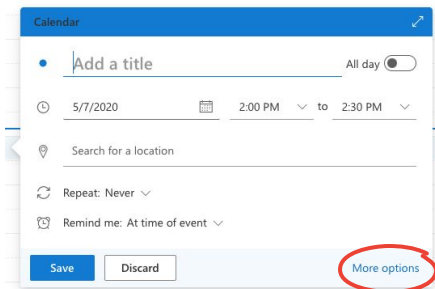 Calendar
Add a title All day
5/7/2020 2:00 PM to 2:30 PM
Search for a location
Repeat: Never
Remind me: At time of event
Save Discard More options